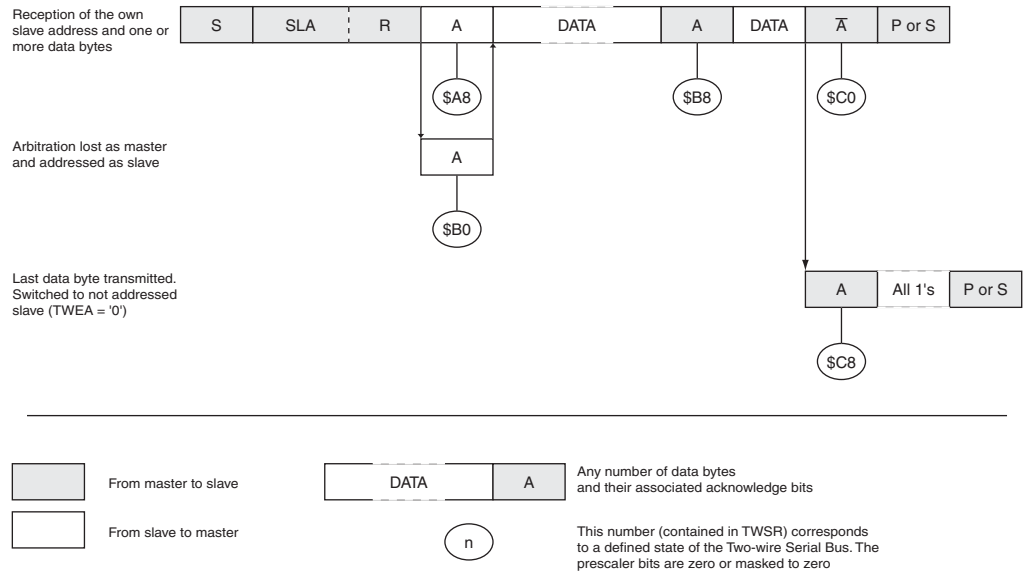 Reception of the own
slave address and one or
more data bytes
S SLA R A DATA A DATA A̅ P or S
$A8 $B8 $C0
Arbitration lost as master
and addressed as slave
A
$B0
Last data byte transmitted.
Switched to not addressed
slave (TWEA = '0')
A All 1's P or S
$C8
From master to slave
DATA A
Any number of data bytes
and their associated acknowledge bits
From slave to master
n
This number (contained in TWSR) corresponds
to a defined state of the Two-wire Serial Bus. The
prescaler bits are zero or masked to zero